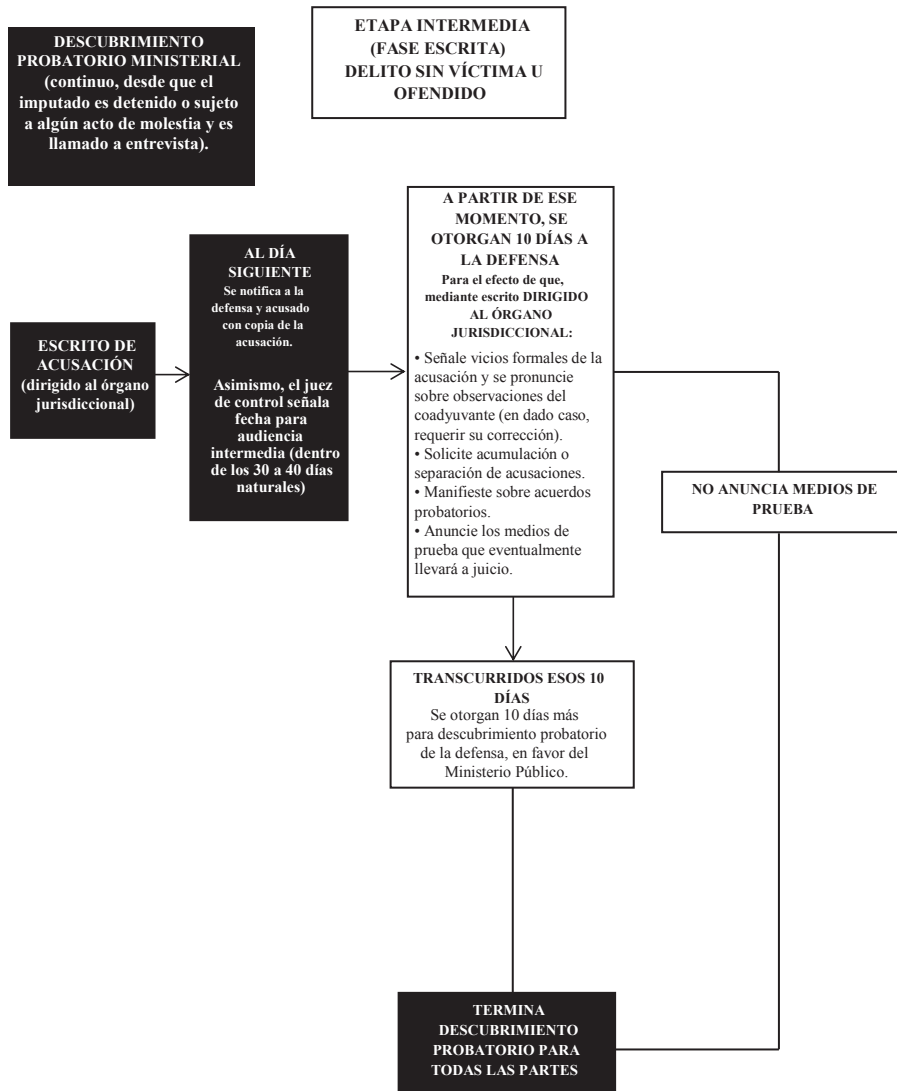 DESCUBRIMIENTO
PROBATORIO MINISTERIAL
(continuo, desde que el
imputado es detenido o sujeto
a algún acto de molestia y es
llamado a entrevista).
ETAPA INTERMEDIA
(FASE ESCRITA)
DELITO SIN VÍCTIMA U
OFENDIDO
ESCRITO DE
ACUSACIÓN
(dirigido al órgano
jurisdiccional)
AL DÍA
SIGUIENTE
Se notifica a la
defensa y acusado
con copia de la
acusación.
Asimismo, el juez
de control señala
fecha para
audiencia
intermedia (dentro
de los 30 a 40 días
naturales)
A PARTIR DE ESE
MOMENTO, SE
OTORGAN 10 DÍAS A
LA DEFENSA
Para el efecto de que,
mediante escrito DIRIGIDO
AL ÓRGANO
JURISDICCIONAL:
• Señale vicios formales de la
acusación y se pronuncie
sobre observaciones del
coadyuvante (en dado caso,
requerir su corrección).
• Solicite acumulación o
separación de acusaciones.
• Manifieste sobre acuerdos
probatorios.
• Anuncie los medios de
prueba que eventualmente
llevará a juicio.
NO ANUNCIA MEDIOS DE
PRUEBA
TRANSCURRIDOS ESOS 10
DÍAS
Se otorgan 10 días más
para descubrimiento probatorio
de la defensa, en favor del
Ministerio Público.
TERMINA
DESCUBRIMIENTO
PROBATORIO PARA
TODAS LAS PARTES